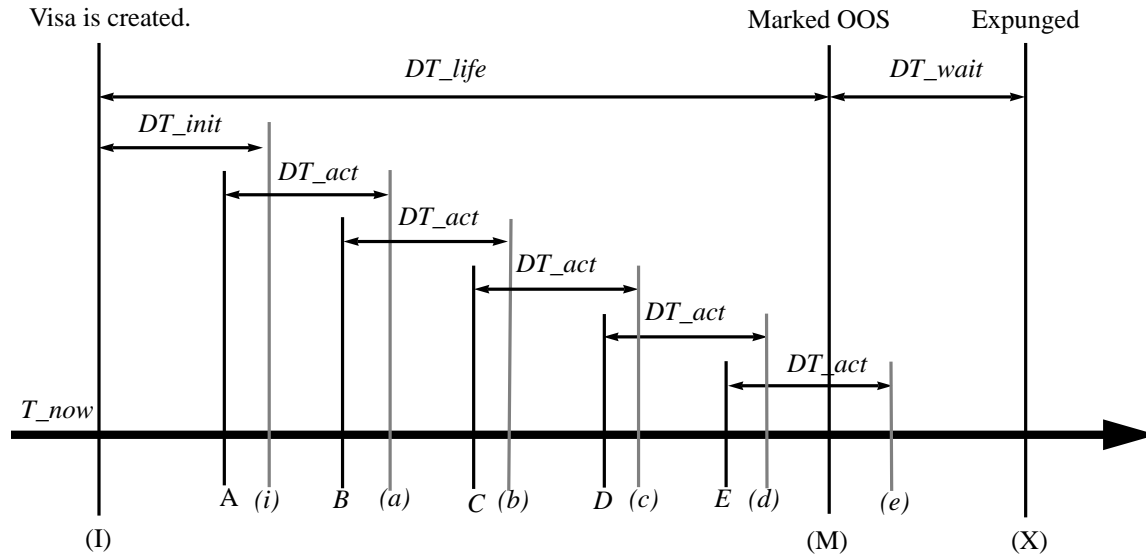 Visa is created.
Marked OOS
Expunged
DT_life
DT_wait
DT_init
DT_act
DT_act
DT_act
DT_act
DT_act
T_now
A (i) B (a) C (b) D (c) E (d) (e)
(I) (M) (X)